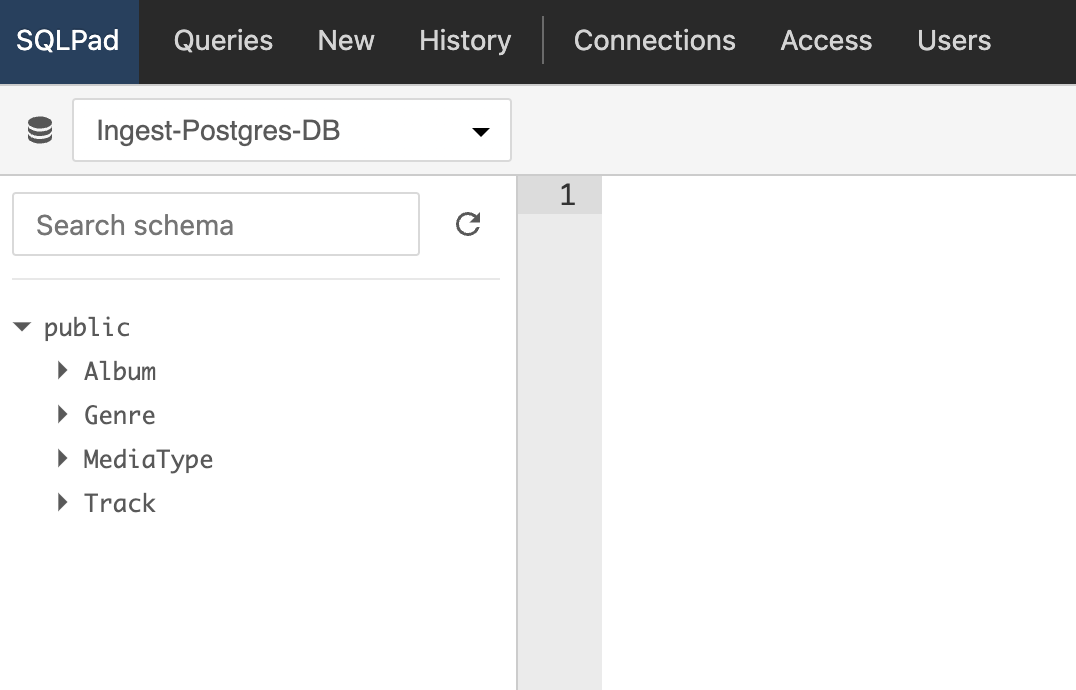 SQLPad Queries New History Connections Access Users
Ingest-Postgres-DB
Search schema
1
public
Album
Genre
MediaType
Track